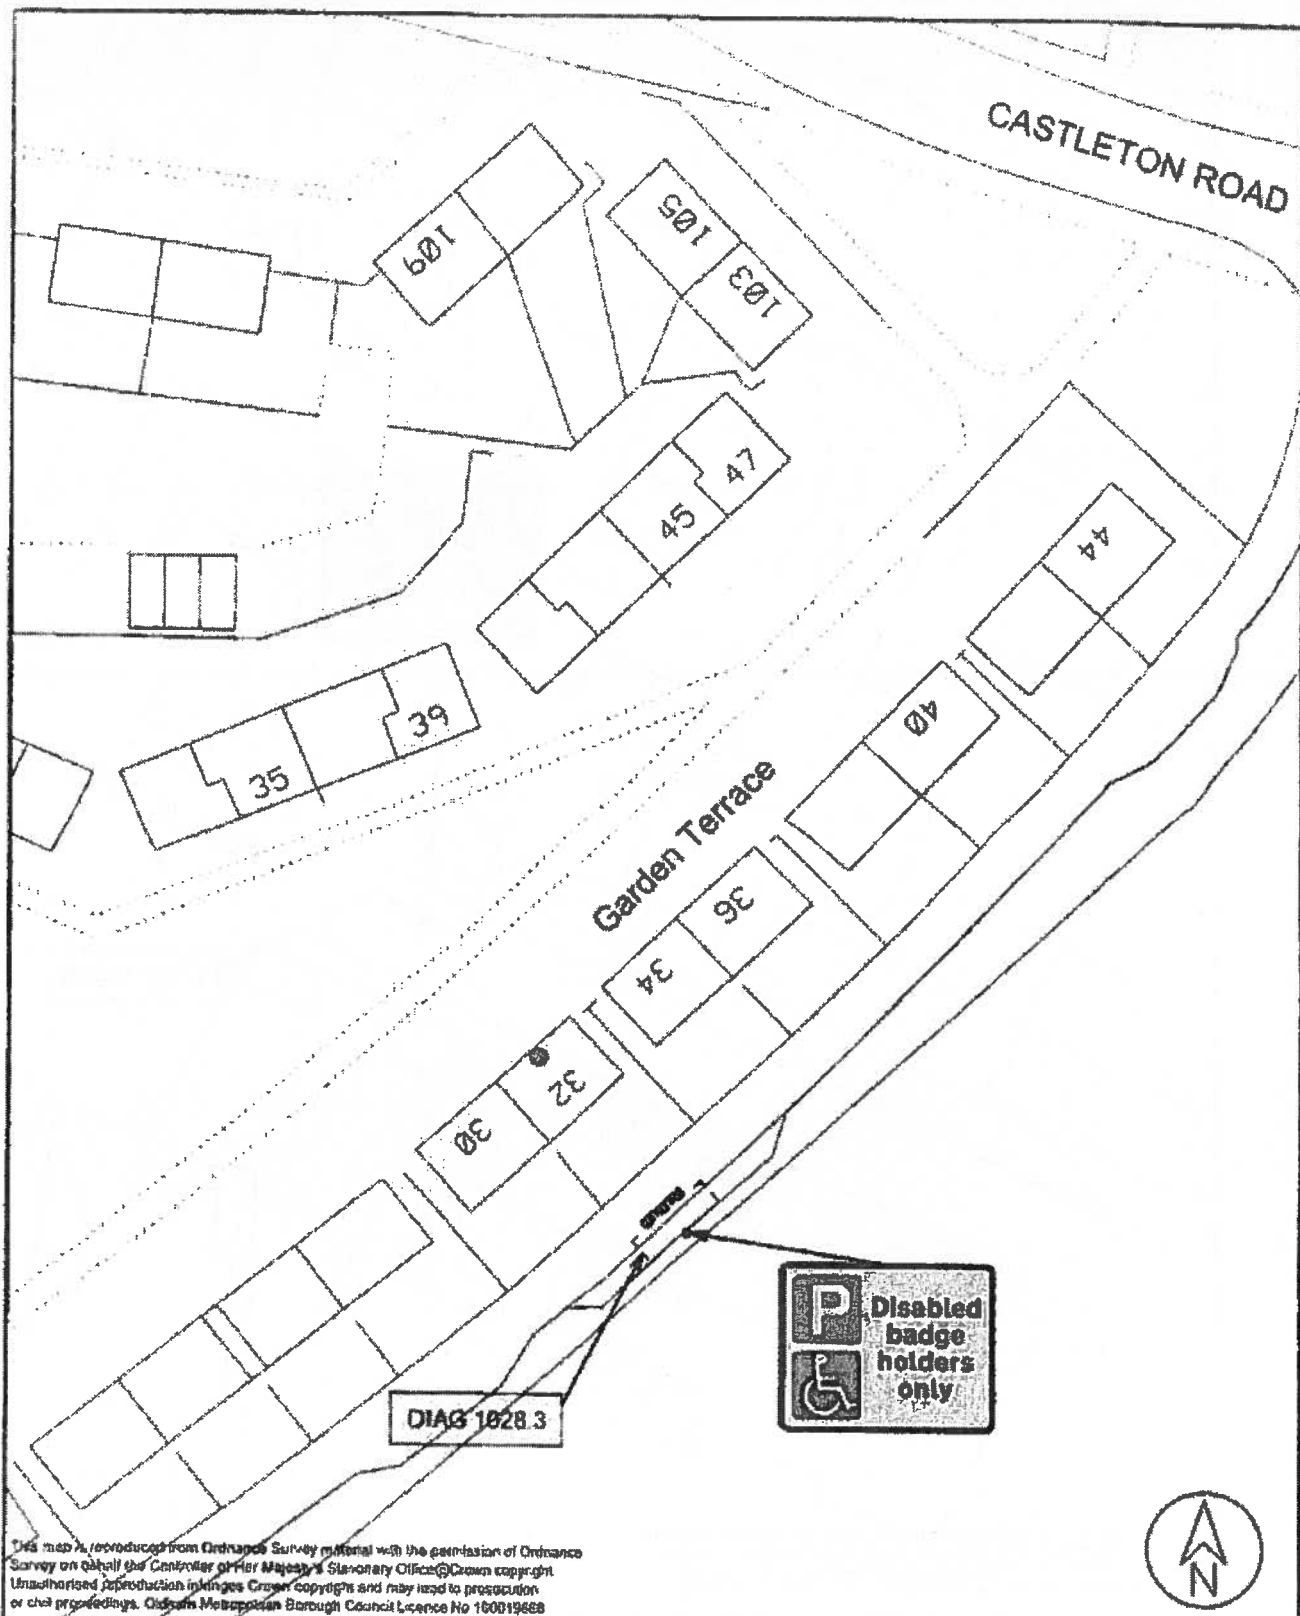 CASTLETON ROAD
109
105
103
47
45
44
39
40
35
Garden Terrace
36
34
32
30
P Disabled
badge
holders
only
DIAG 1028.3
N
This map is reproduced from Ordnance Survey material with the permission of Ordnance
Survey on behalf the Controller of Her Majesty's Stationary Office©Crown copyright
Unauthorised reproduction infringes Crown copyright and may lead to prosecution
or civil proceedings. Oldham Metropolitan Borough Council Licence No 100019668